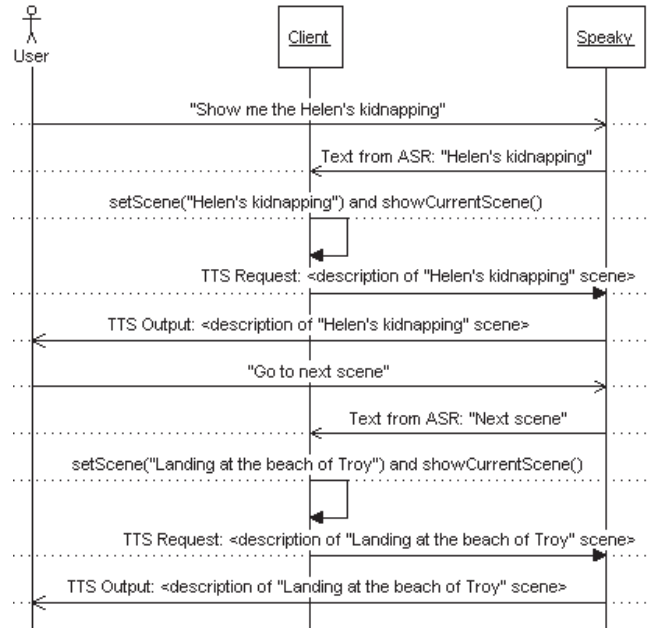 User
Client
Speaky
"Show me the Helen's kidnapping"
Text from ASR: "Helen's kidnapping"
setScene("Helen's kidnapping") and showCurrentScene()
TTS Request: <description of "Helen's kidnapping" scene>
TTS Output: <description of "Helen's kidnapping" scene>
"Go to next scene"
Text from ASR: "Next scene"
setScene("Landing at the beach of Troy") and showCurrentScene()
TTS Request: <description of "Landing at the beach of Troy" scene>
TTS Output: <description of "Landing at the beach of Troy" scene>